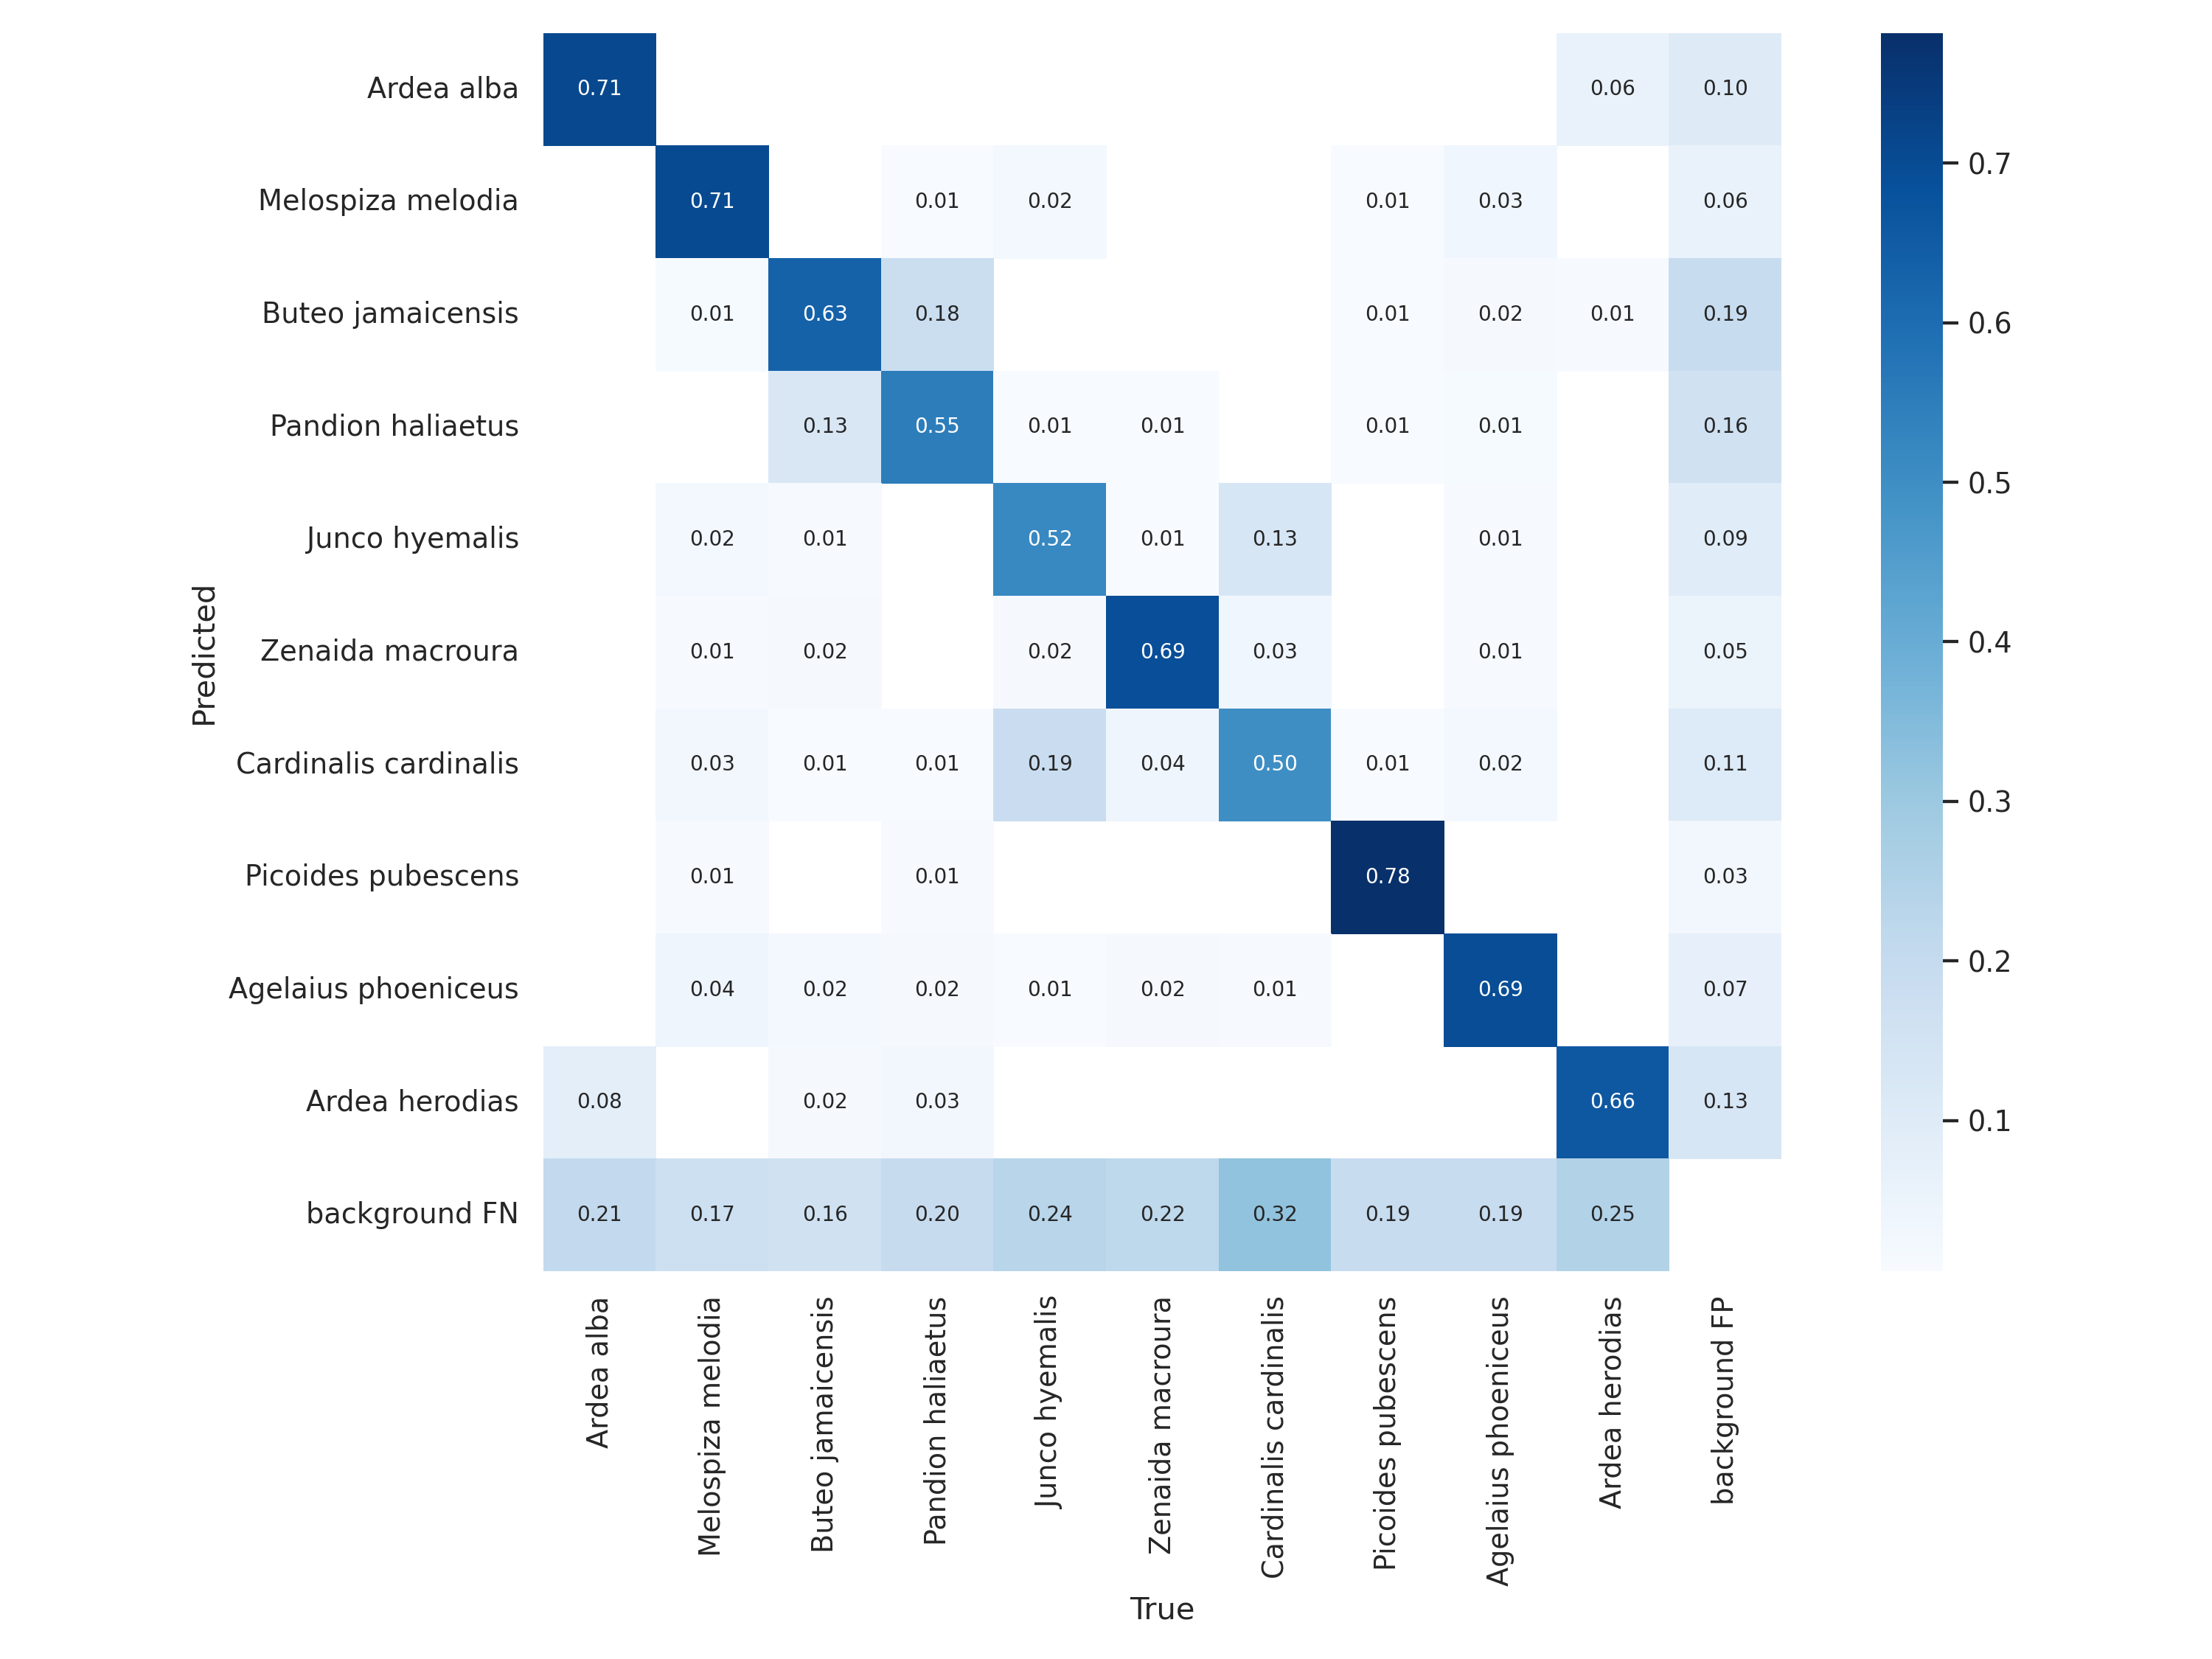 Ardea alba 0.71 0.06 0.10
Melospiza melodia 0.71 0.01 0.02 0.01 0.03 0.06
Buteo jamaicensis 0.01 0.63 0.18 0.01 0.02 0.01 0.19
Pandion haliaetus 0.13 0.55 0.01 0.01 0.01 0.01 0.16
Junco hyemalis 0.02 0.01 0.52 0.01 0.13 0.01 0.09
Zenaida macroura 0.01 0.02 0.02 0.69 0.03 0.01 0.05
Cardinalis cardinalis 0.03 0.01 0.01 0.19 0.04 0.50 0.01 0.02 0.11
Picoides pubescens 0.01 0.01 0.78 0.03
Agelaius phoeniceus 0.04 0.02 0.02 0.01 0.02 0.01 0.69 0.07
Ardea herodias 0.08 0.02 0.03 0.66 0.13
background FN 0.21 0.17 0.16 0.20 0.24 0.22 0.32 0.19 0.19 0.25
Predicted
Ardea alba
Melospiza melodia
Buteo jamaicensis
Pandion haliaetus
Junco hyemalis
Zenaida macroura
Cardinalis cardinalis
Picoides pubescens
Agelaius phoeniceus
Ardea herodias
background FP
True
0.7
0.6
0.5
0.4
0.3
0.2
0.1